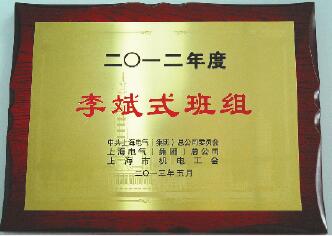 二〇一二年度
李斌式班组
中共上海电气（集团）总公司委员会
上海电气（集团）总公司
上海市机电工会
二〇一三年五月